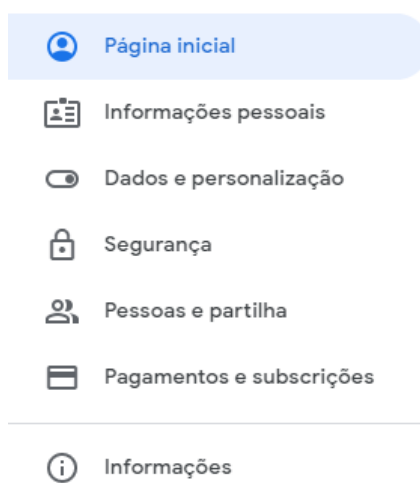 Página inicial
Informações pessoais
Dados e personalização
Segurança
Pessoas e partilha
Pagamentos e subscrições
Informações